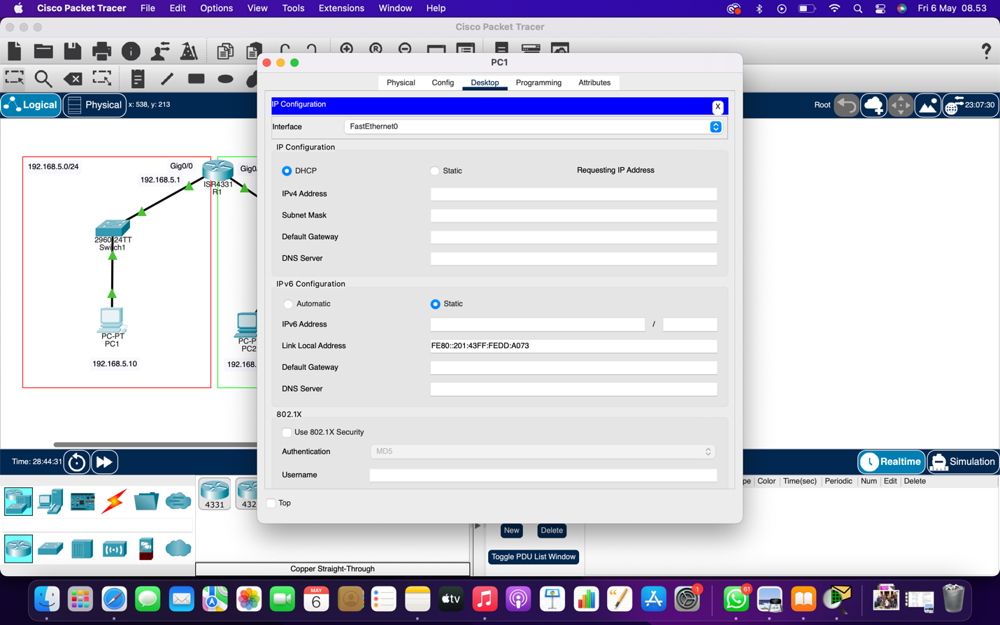 Cisco Packet Tracer File Edit Options View Tools Extensions Window Help Fri 6 May 08.53
Cisco Packet Tracer
PC1
Physical Config Desktop Programming Attributes
Logical Physical x: 538, y: 213
Root 23:07:30
IP Configuration X
Interface FastEthernet0
IP Configuration
DHCP Static Requesting IP Address
IPv4 Address
Subnet Mask
Default Gateway
DNS Server
IPv6 Configuration
Automatic Static
IPv6 Address /
Link Local Address FE80::201:43FF:FEDD:A073
Default Gateway
DNS Server
802.1X
Use 802.1X Security
Authentication MD5
Username
Top
192.168.5.0/24 Gig0/0 Gig0/
192.168.5.1
ISR4331
R1
2960-24TT
Switch1
PC-PT
PC1
192.168.5.10
PC-P
PC2
192.168.
Time: 28:44:31
Realtime Simulation
Color Time(sec) Periodic Num Edit Delete
4331 432
New Delete
Toggle PDU List Window
Copper Straight-Through
MAY
6
tv
1
61